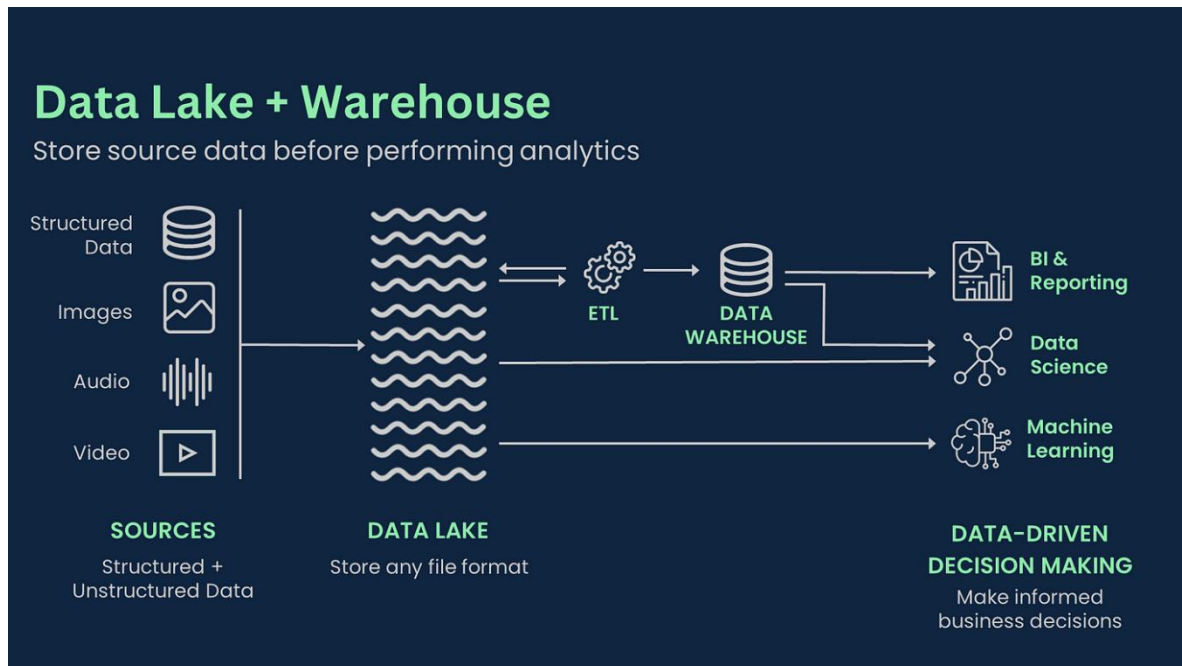 Data Lake + Warehouse
Store source data before performing analytics
Structured
Data
Images
Audio
Video
SOURCES
Structured +
Unstructured Data
DATA LAKE
Store any file format
ETL
DATA
WAREHOUSE
BI &
Reporting
Data
Science
Machine
Learning
DATA-DRIVEN
DECISION MAKING
Make informed
business decisions